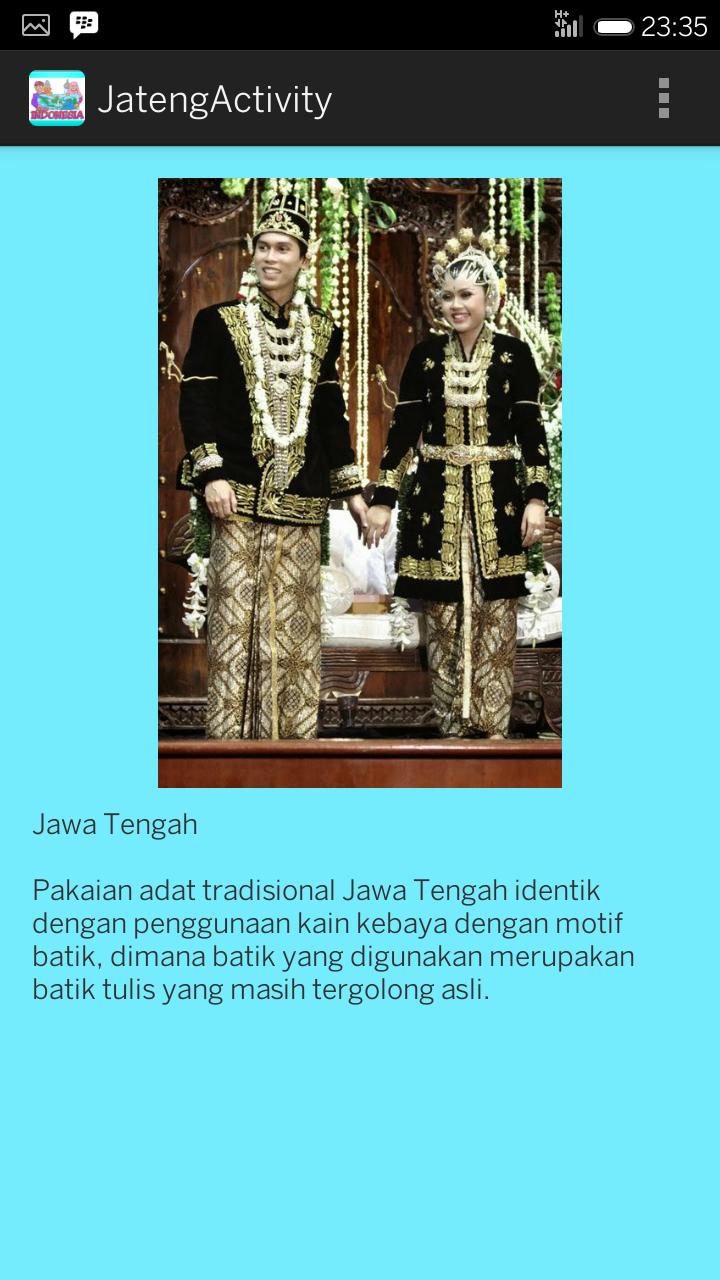 23:35
INDONESIA
JatengActivity
Jawa Tengah
Pakaian adat tradisional Jawa Tengah identik
dengan penggunaan kain kebaya dengan motif
batik, dimana batik yang digunakan merupakan
batik tulis yang masih tergolong asli.